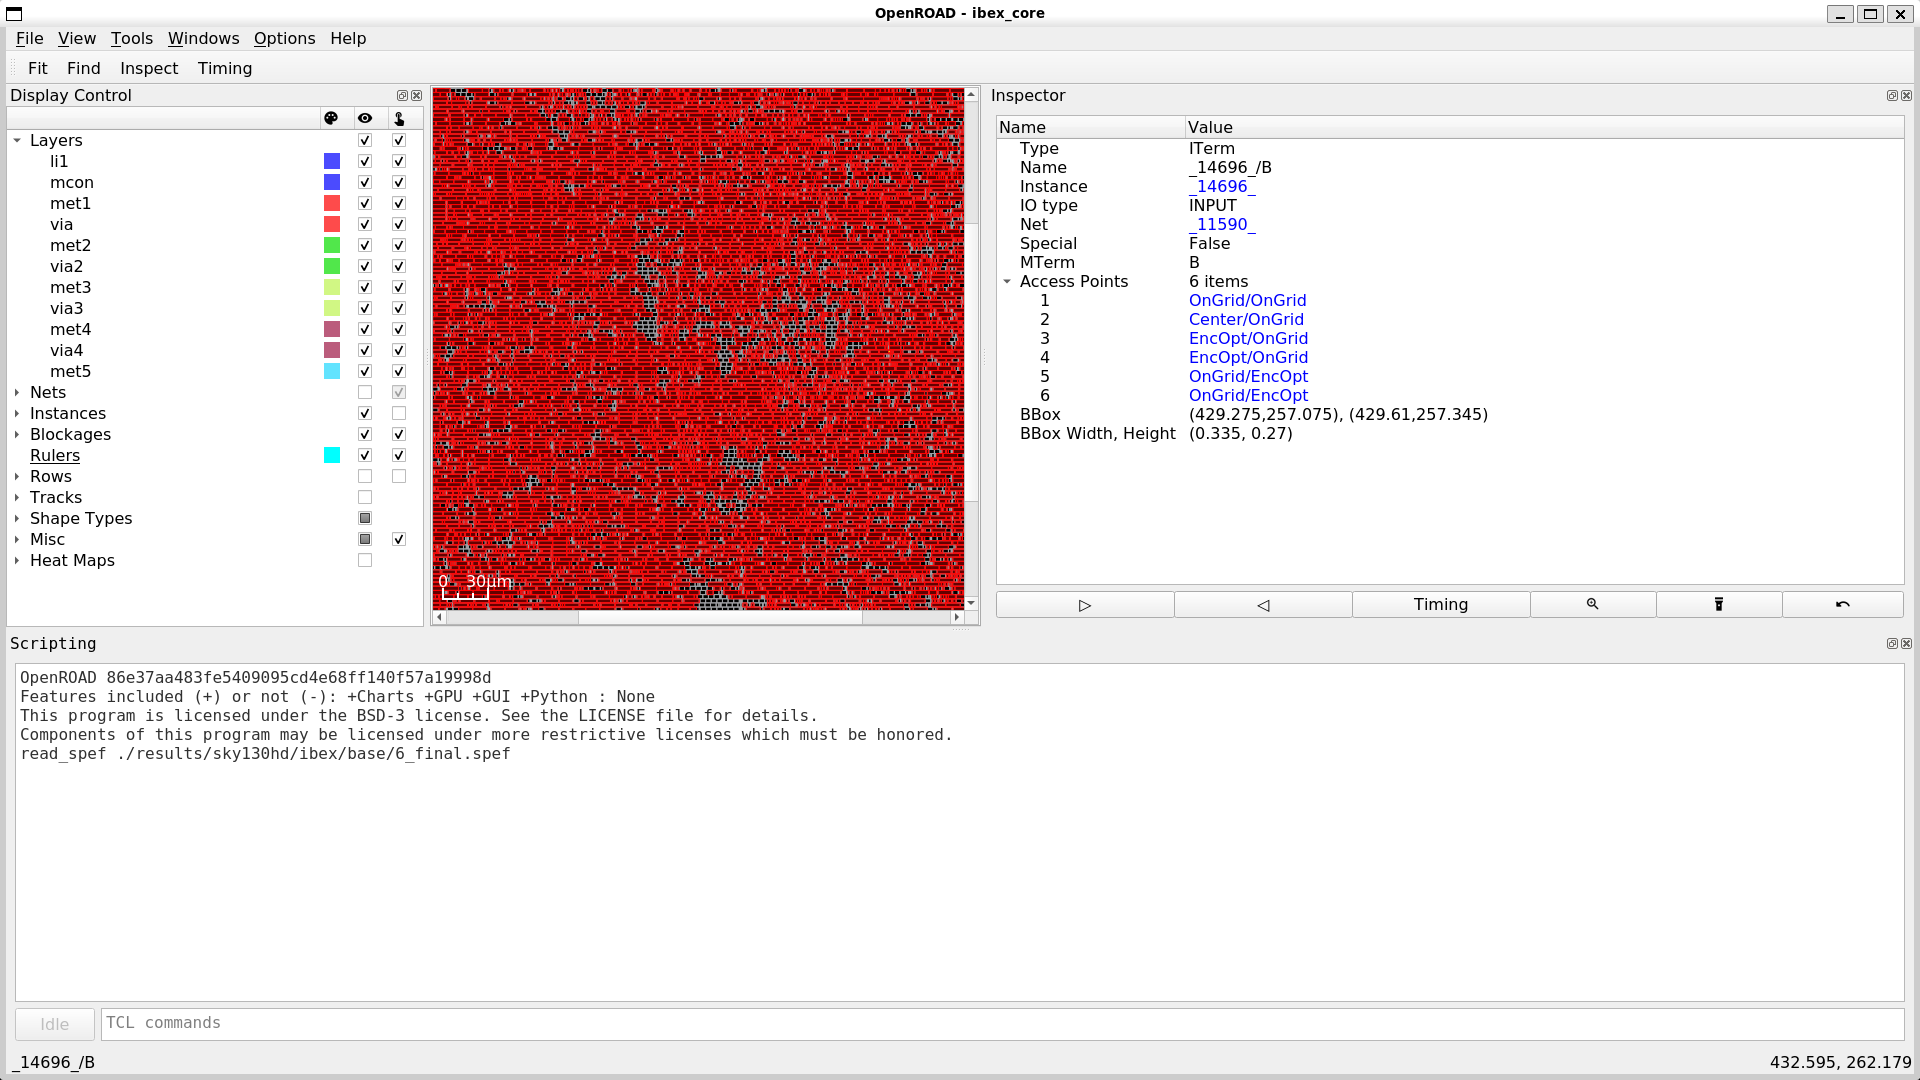 OpenROAD - ibex_core
File View Tools Windows Options Help
Fit Find Inspect Timing
Display Control
Layers
li1
mcon
met1
via
met2
via2
met3
via3
met4
via4
met5
Nets
Instances
Blockages
Rulers
Rows
Tracks
Shape Types
Misc
Heat Maps
0 30μm
Inspector
Name Value
Type ITerm
Name _14696_/B
Instance _14696_
IO type INPUT
Net _11590_
Special False
MTerm B
Access Points 6 items
1 OnGrid/OnGrid
2 Center/OnGrid
3 EncOpt/OnGrid
4 EncOpt/OnGrid
5 OnGrid/EncOpt
6 OnGrid/EncOpt
BBox (429.275,257.075), (429.61,257.345)
BBox Width, Height (0.335, 0.27)
Timing
Scripting
OpenROAD 86e37aa483fe5409095cd4e68ff140f57a19998d
Features included (+) or not (-): +Charts +GPU +GUI +Python : None
This program is licensed under the BSD-3 license. See the LICENSE file for details.
Components of this program may be licensed under more restrictive licenses which must be honored.
read_spef ./results/sky130hd/ibex/base/6_final.spef
Idle TCL commands
_14696_/B 432.595, 262.179